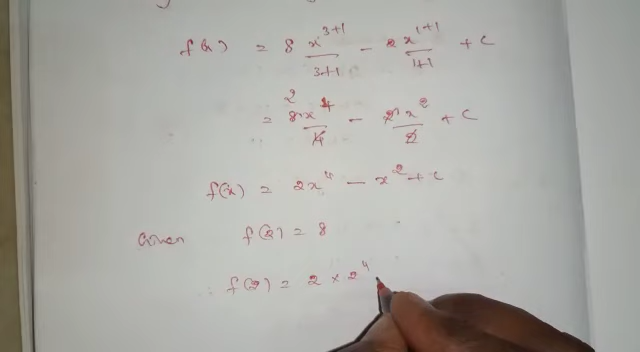 f(x) = 8 x^{3+1}/3+1 - 2x^{1+1}/1+1 + c
= 2 8x^4/4 - 2x^2/2 + c
f(x) = 2x^4 - x^2 + c
Given f(2) = 8
f(2) = 2 × 2^4